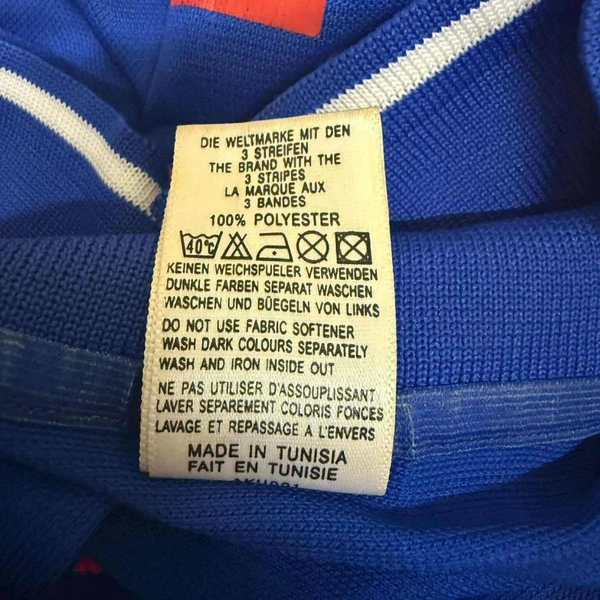 DIE WELTMARKE MIT DEN
3 STREIFEN
THE BRAND WITH THE
3 STRIPES
LA MARQUE AUX
3 BANDES
100% POLYESTER
40°C
KEINEN WEICHSPUELER VERWENDEN
DUNKLE FARBEN SEPARAT WASCHEN
WASCHEN UND BÜEGELN VON LINKS
DO NOT USE FABRIC SOFTENER
WASH DARK COLOURS SEPARATELY
WASH AND IRON INSIDE OUT
NE PAS UTILISER D'ASSOUPLISSANT
LAVER SEPAREMENT COLORIS FONCES
LAVAGE ET REPASSAGE A L'ENVERS
MADE IN TUNISIA
FAIT EN TUNISIE